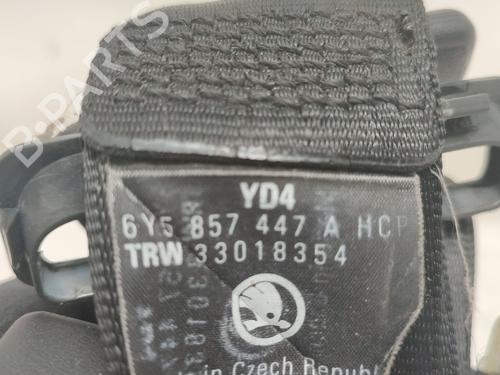 B-PARTS
YD4
6Y5 857 447 A HCP
TRW 33018354
in Czech Republ